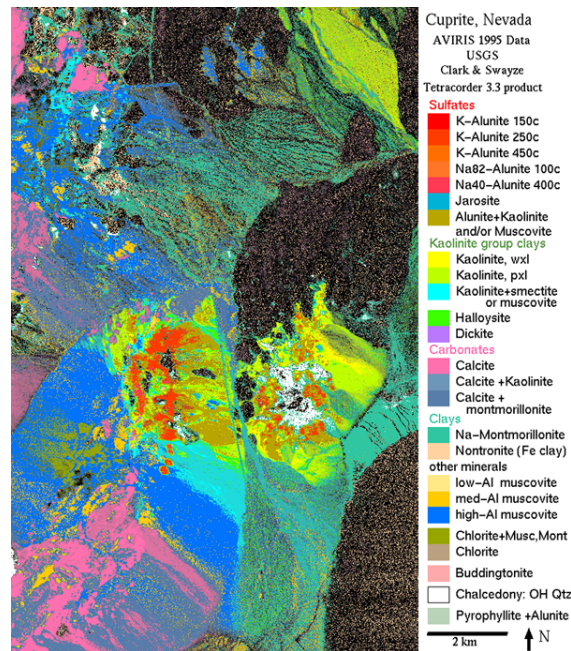 Cuprite, Nevada
AVIRIS 1995 Data
USGS
Clark & Swayze
Tetracorder 3.3 product
Sulfates
K-Alunite 150c
K-Alunite 250c
K-Alunite 450c
Na82-Alunite 100c
Na40-Alunite 400c
Jarosite
Alunite+Kaolinite
and/or Muscovite
Kaolinite group clays
Kaolinite, wxl
Kaolinite, pxl
Kaolinite+smectite
or muscovite
Halloysite
Dickite
Carbonates
Calcite
Calcite +Kaolinite
Calcite +
montmorillonite
Clays
Na-Montmorillonite
Nontronite (Fe clay)
other minerals
low-Al muscovite
med-Al muscovite
high-Al muscovite
Chlorite+Musc,Mont
Chlorite
Buddingtonite
Chalcedony: OH Qtz
Pyrophyllite +Alunite
2 km
N